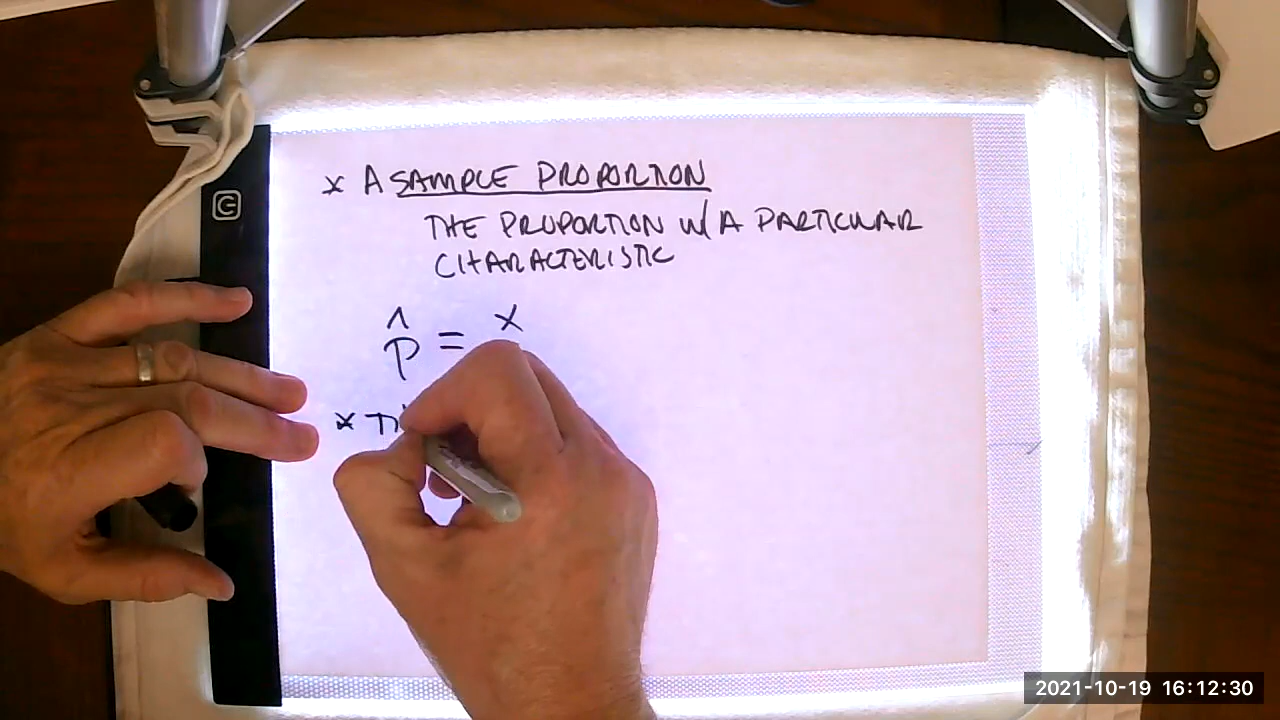 * A SAMPLE PROPORTION
THE PROPORTION W/ A PARTICULAR
CHARACTERISTIC
p̂ = x
*
2021-10-19 16:12:30